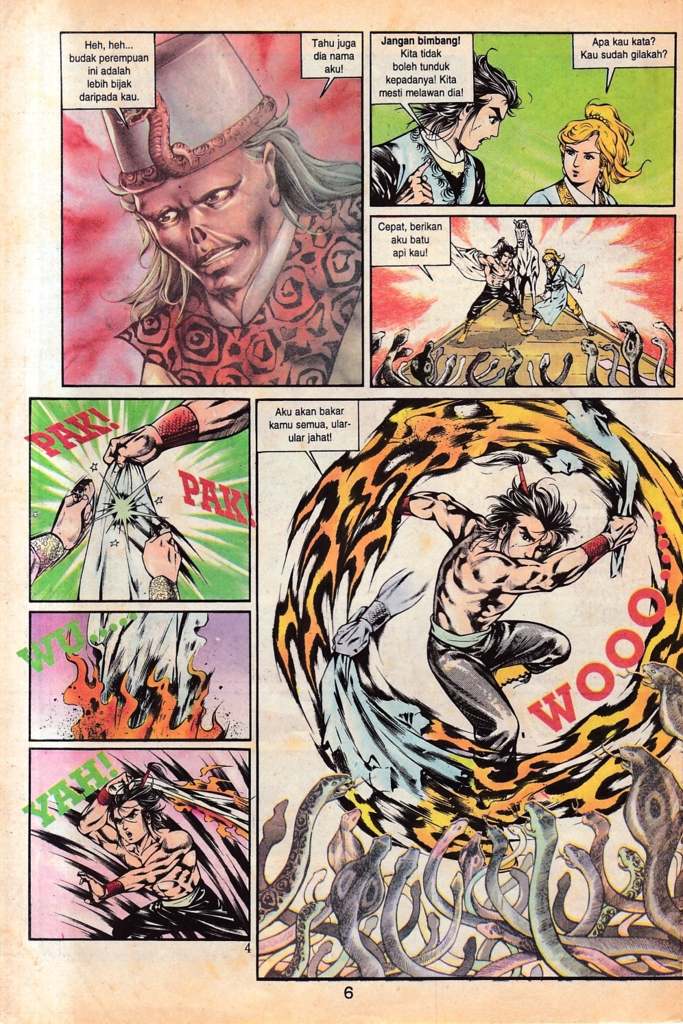 Heh, heh...
budak perempuan
ini adalah
lebih bijak
daripada kau.
Tahu juga
dia nama
aku!
Jangan bimbang!
Kita tidak
boleh tunduk
kepadanya! Kita
mesti melawan dia!
Apa kau kata?
Kau sudah gilakah?
Cepat, berikan
aku batu
api kau!
PAK!
PAK!
WU.....
YAH!
4
Aku akan bakar
kamu semua, ular-
ular jahat!
WOOO....
6